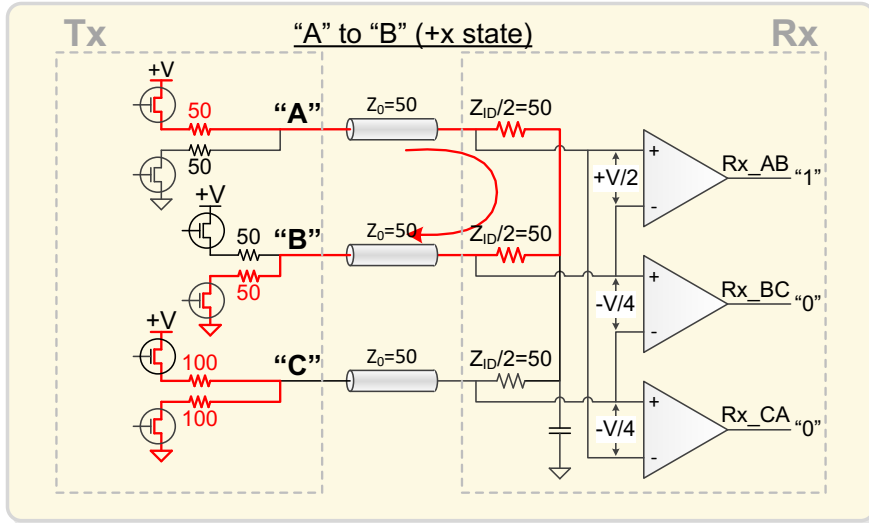 Tx
“A” to “B” (+x state)
Rx
+V
50
“A”
Z₀=50
Z_ID/2=50
50
+
+V/2
-
Rx_AB “1”
+V
50
“B”
Z₀=50
Z_ID/2=50
50
+
-V/4
-
Rx_BC “0”
+V
100
“C”
Z₀=50
Z_ID/2=50
100
+
-V/4
-
Rx_CA “0”